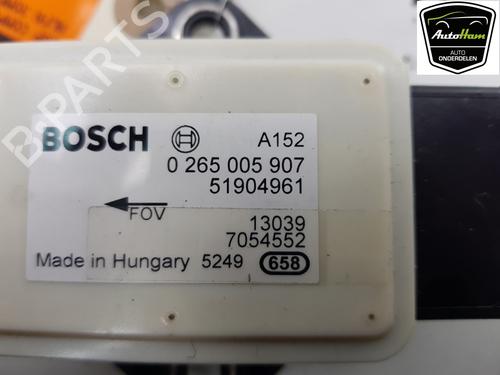 AutoHam
AUTO
ONDERDELEN
B-PARTS
BOSCH
A152
0 265 005 907
51904961
FOV
13039
7054552
Made in Hungary 5249 658